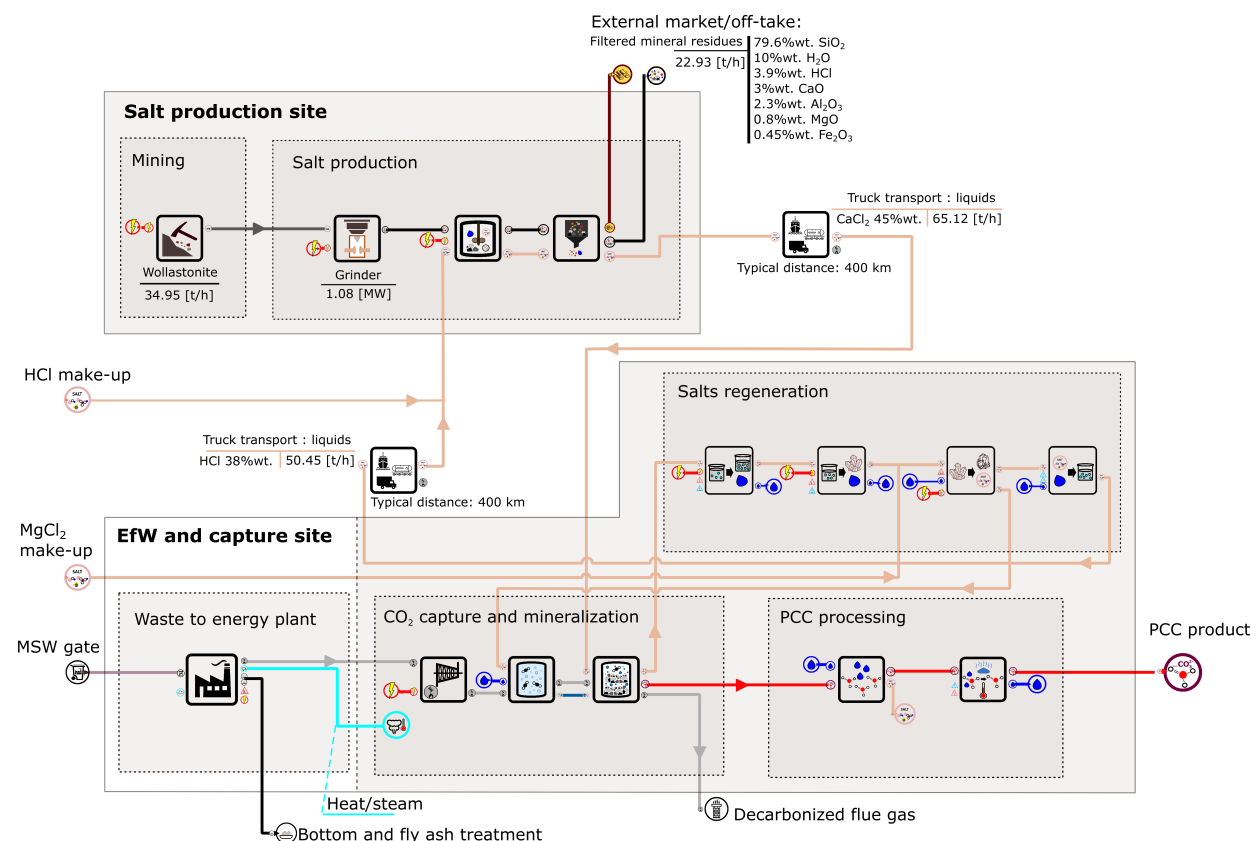 External market/off-take:
Filtered mineral residues
22.93 [t/h]
79.6%wt. SiO₂
10%wt. H₂O
3.9%wt. HCl
3%wt. CaO
2.3%wt. Al₂O₃
0.8%wt. MgO
0.45%wt. Fe₂O₃
Salt production site
Mining
Salt production
Wollastonite
34.95 [t/h]
Grinder
1.08 [MW]
Truck transport : liquids
CaCl₂ 45%wt. 65.12 [t/h]
Typical distance: 400 km
HCl make-up
SALT
Truck transport : liquids
HCl 38%wt. 50.45 [t/h]
Typical distance: 400 km
Salts regeneration
MgCl₂
make-up
SALT
EfW and capture site
Waste to energy plant
CO₂ capture and mineralization
PCC processing
MSW gate
PCC product
SALT
Heat/steam
Bottom and fly ash treatment
Decarbonized flue gas